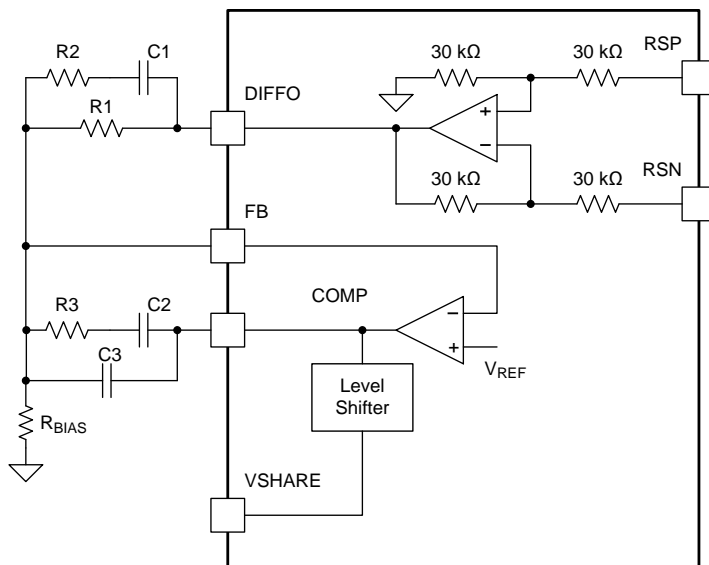 R2
C1
R1
DIFFO
30 kΩ
30 kΩ
RSP
+
−
30 kΩ
30 kΩ
RSN
FB
R3
C2
C3
COMP
−
+
VREF
Level
Shifter
RBIAS
VSHARE